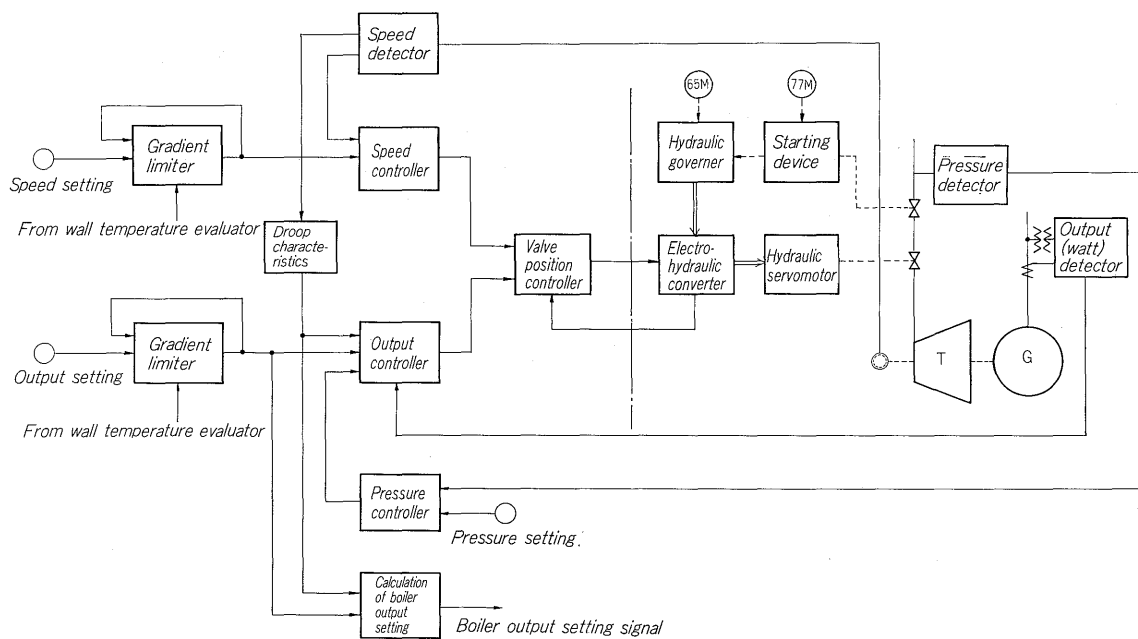 Speed
detector
65M
77M
Gradient
limiter
Speed
controller
Hydraulic
governer
Starting
device
Pressure
detector
Speed setting
From wall temperature evaluator
Droop
characte-
ristics
Valve
position
controller
Electro-
hydraulic
converter
Hydraulic
servomotor
Output
(watt)
detector
Gradient
limiter
Output
controller
T
G
Output setting
From wall temperature evaluator
Pressure
controller
Pressure setting.
Calculation
of boiler
output
setting
Boiler output setting signal